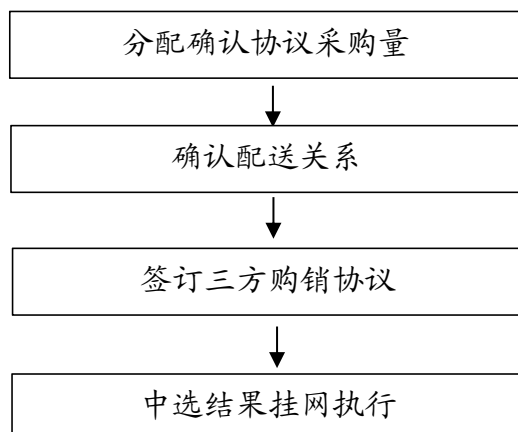 分配确认协议采购量
确认配送关系
签订三方购销协议
中选结果挂网执行